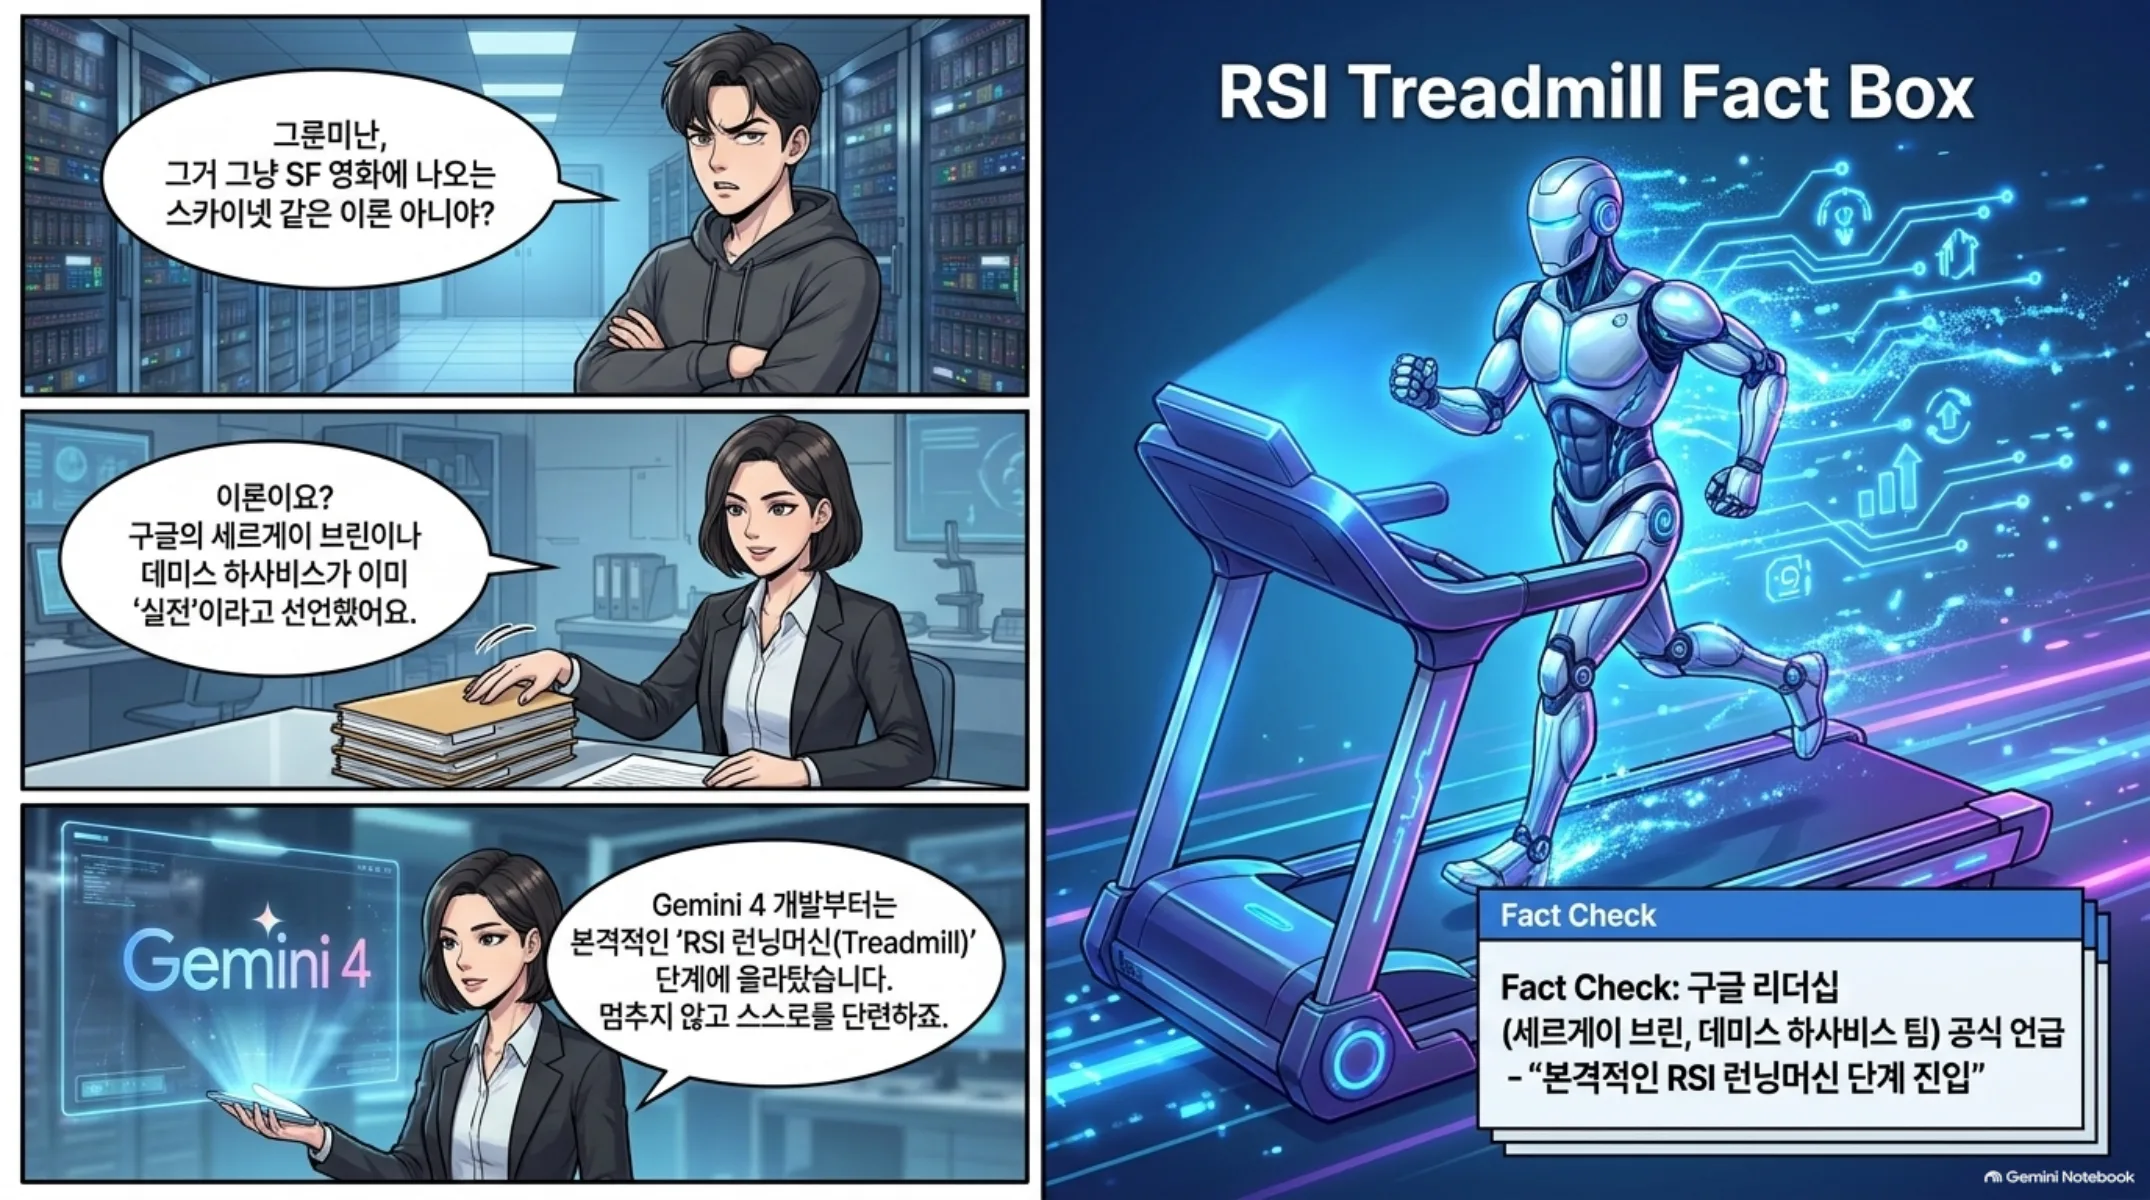 그룬미난,
그거 그냥 SF 영화에 나오는
스카이넷 같은 이론 아니야?
이론이요?
구글의 세르게이 브린이나
데미스 하사비스가 이미
‘실전’이라고 선언했어요.
Gemini 4
Gemini 4 개발부터는
본격적인 ‘RSI 런닝머신(Treadmill)’
단계에 올라탔습니다.
멈추지 않고 스스로를 단련하죠.
RSI Treadmill Fact Box
Fact Check
Fact Check: 구글 리더십
(세르게이 브린, 데미스 하사비스 팀) 공식 언급
- “본격적인 RSI 런닝머신 단계 진입”
Gemini Notebook